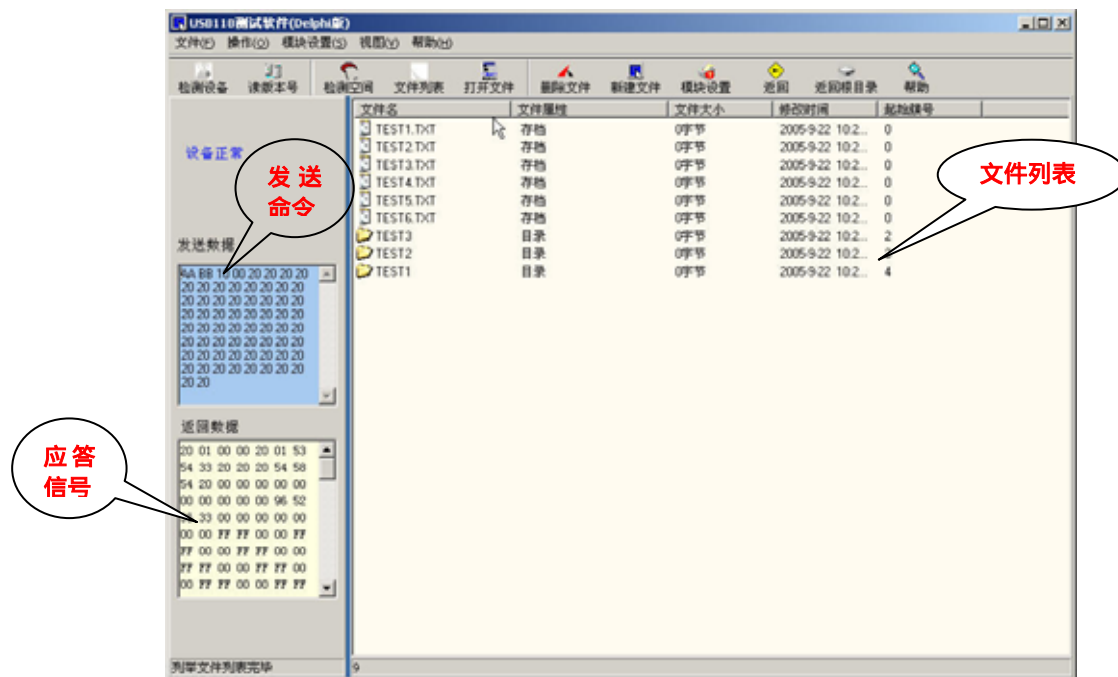 USB110测试软件(Delphi版)
文件(F) 操作(O) 模块设置(S) 视图(V) 帮助(H)
检测设备 读版本号 检测空间 文件列表 打开文件 删除文件 新建文件 模块设置 返回 返回根目录 帮助
文件名 文件属性 文件大小 修改时间
TEST1.TXT 存档 0字节 2005-9-22 10:2... 0
TEST2.TXT 存档 0字节 2005-9-22 10:2... 0
TEST3.TXT 存档 0字节 2005-9-22 10:2... 0
TEST4.TXT 存档 0字节 2005-9-22 10:2... 0
TEST5.TXT 存档 0字节 2005-9-22 10:2... 0
TEST6.TXT 存档 0字节 2005-9-22 10:2... 0
TEST3 目录 0字节 2005-9-22 10:2... 2
TEST2 目录 0字节 2005-9-22 10:2...
TEST1 目录 0字节 2005-9-22 10:2... 4
文件列表
设备正常
发送
命令
发送数据
AA BB 10 00 20 20 20 20
20 20 20 20 20 20 20 20
20 20 20 20 20 20 20 20
20 20 20 20 20 20 20 20
20 20 20 20 20 20 20 20
20 20 20 20 20 20 20 20
20 20 20 20 20 20 20 20
20 20 20 20 20 20 20 20
20 20
返回数据
应答
信号
20 01 00 00 20 01 53
54 33 20 20 20 54 58
54 20 00 00 00 00 00
00 00 00 00 00 96 52
33 00 00 00 00 00
00 00 FF FF 00 00 FF
FF 00 00 FF FF 00 00
FF FF 00 00 FF FF 00
00 FF FF 00 00 FF FF
列举文件列表完毕
9